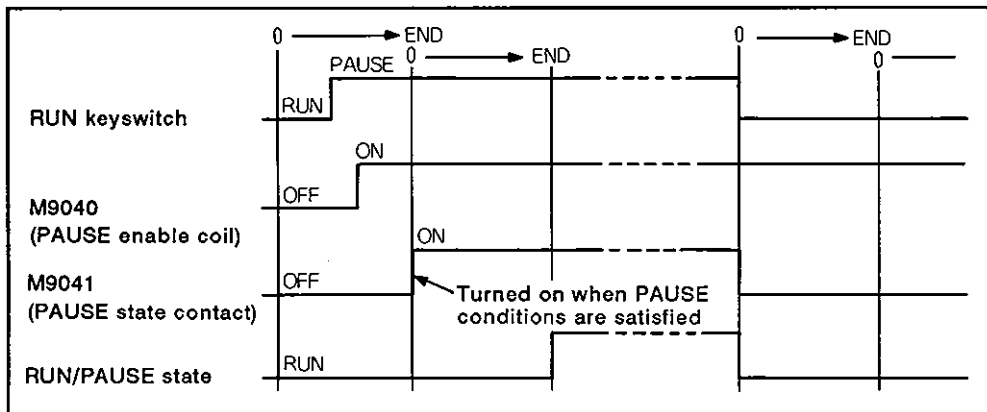 0 END 0 END
0 END 0
PAUSE
RUN
RUN keyswitch
ON
OFF
M9040
(PAUSE enable coil)
ON
OFF
M9041
(PAUSE state contact)
Turned on when PAUSE
conditions are satisfied
RUN
RUN/PAUSE state